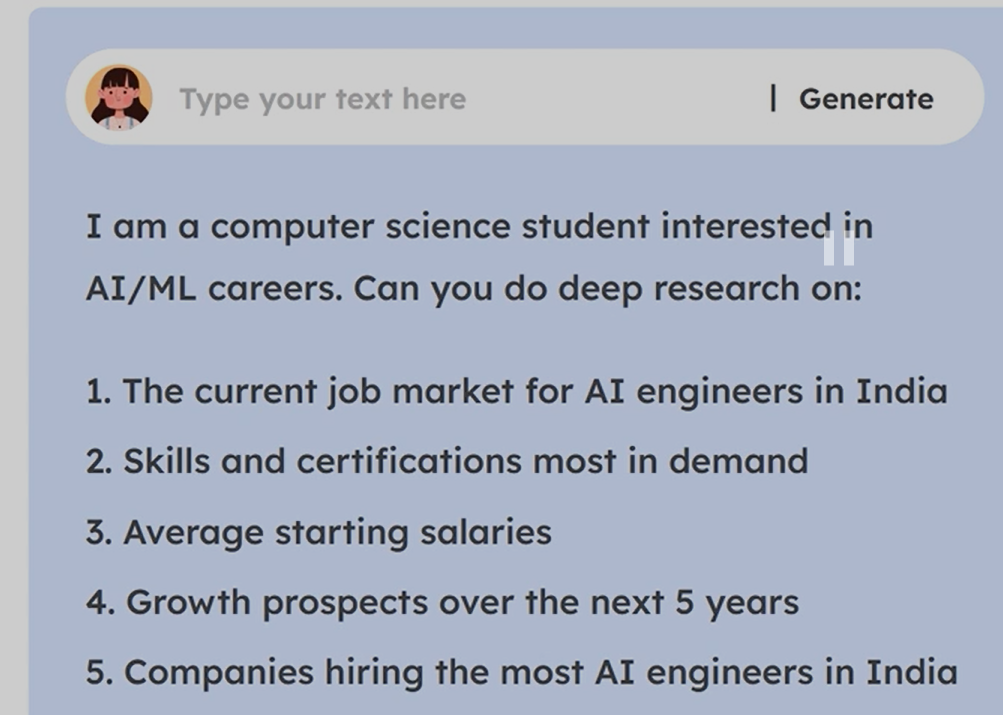 Type your text here | Generate
I am a computer science student interested in
AI/ML careers. Can you do deep research on:
1. The current job market for AI engineers in India
2. Skills and certifications most in demand
3. Average starting salaries
4. Growth prospects over the next 5 years
5. Companies hiring the most AI engineers in India